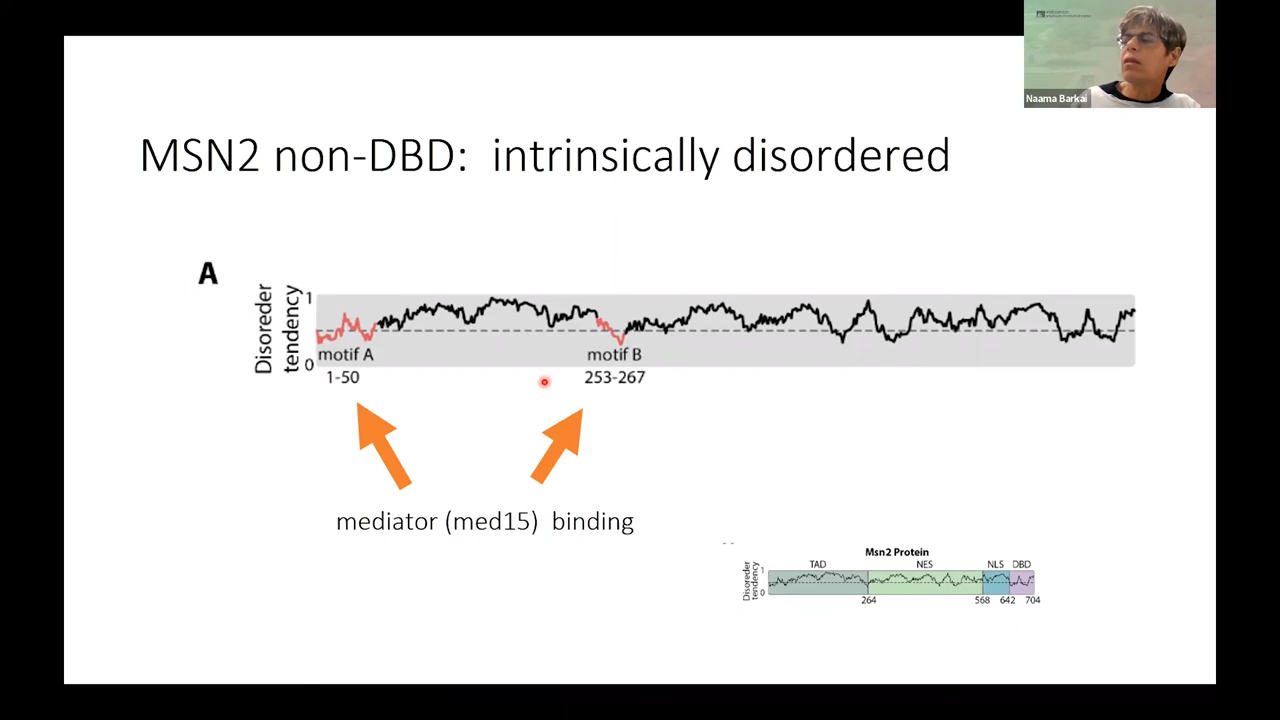 Naama Barkai
MSN2 non-DBD: intrinsically disordered
A
Disoreder
tendency
1
0
motif A
1-50
motif B
253-267
mediator (med15) binding
Msn2 Protein
TAD NES NLS DBD
Disoreder
tendency
1
0
264 568 642 704